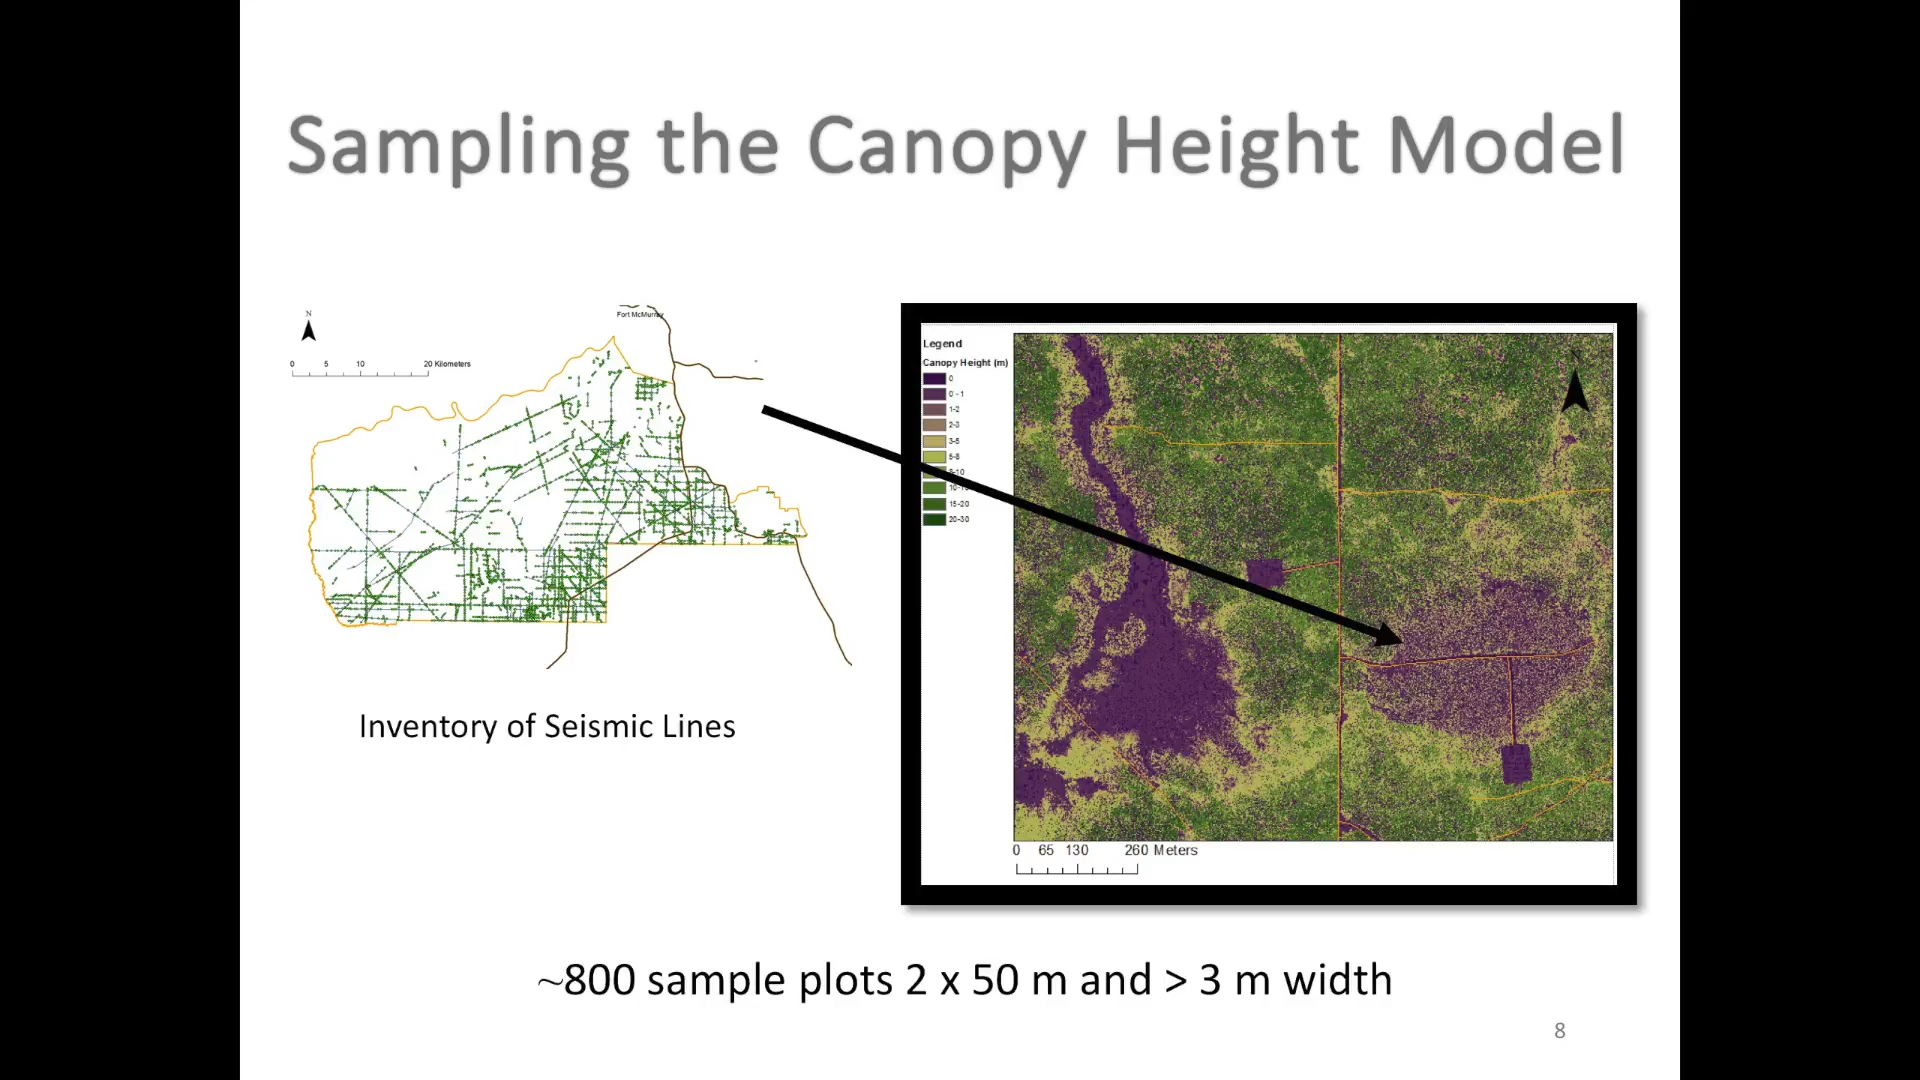 Sampling the Canopy Height Model
Fort McMurray
N
0 5 10 20 Kilometers
Inventory of Seismic Lines
Legend
Canopy Height (m)
0
0 - 1
1-2
2-3
3-5
5-8
8-10
15-20
20-30
N
0 65 130 260 Meters
~800 sample plots 2 x 50 m and > 3 m width
8